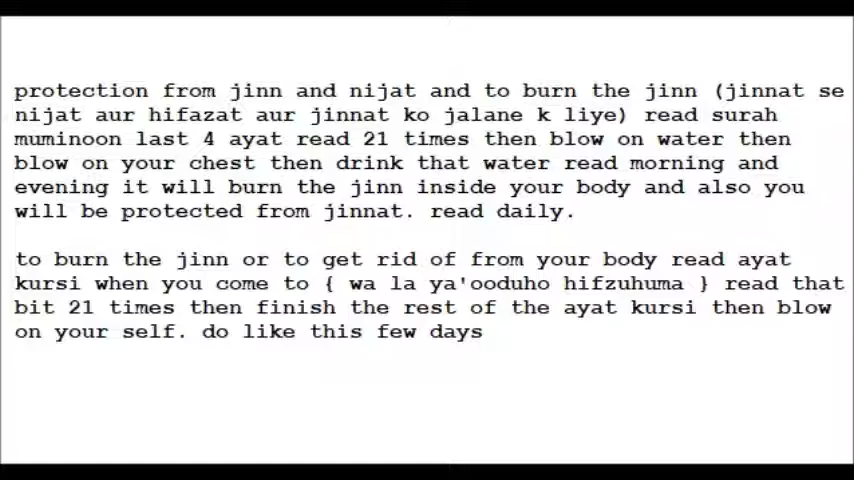 protection from jinn and nijat and to burn the jinn (jinnat se
nijat aur hifazat aur jinnat ko jalane k liye) read surah
muminoon last 4 ayat read 21 times then blow on water then
blow on your chest then drink that water read morning and
evening it will burn the jinn inside your body and also you
will be protected from jinnat. read daily.
to burn the jinn or to get rid of from your body read ayat
kursi when you come to { wa la ya'ooduho hifzuhuma } read that
bit 21 times then finish the rest of the ayat kursi then blow
on your self. do like this few days